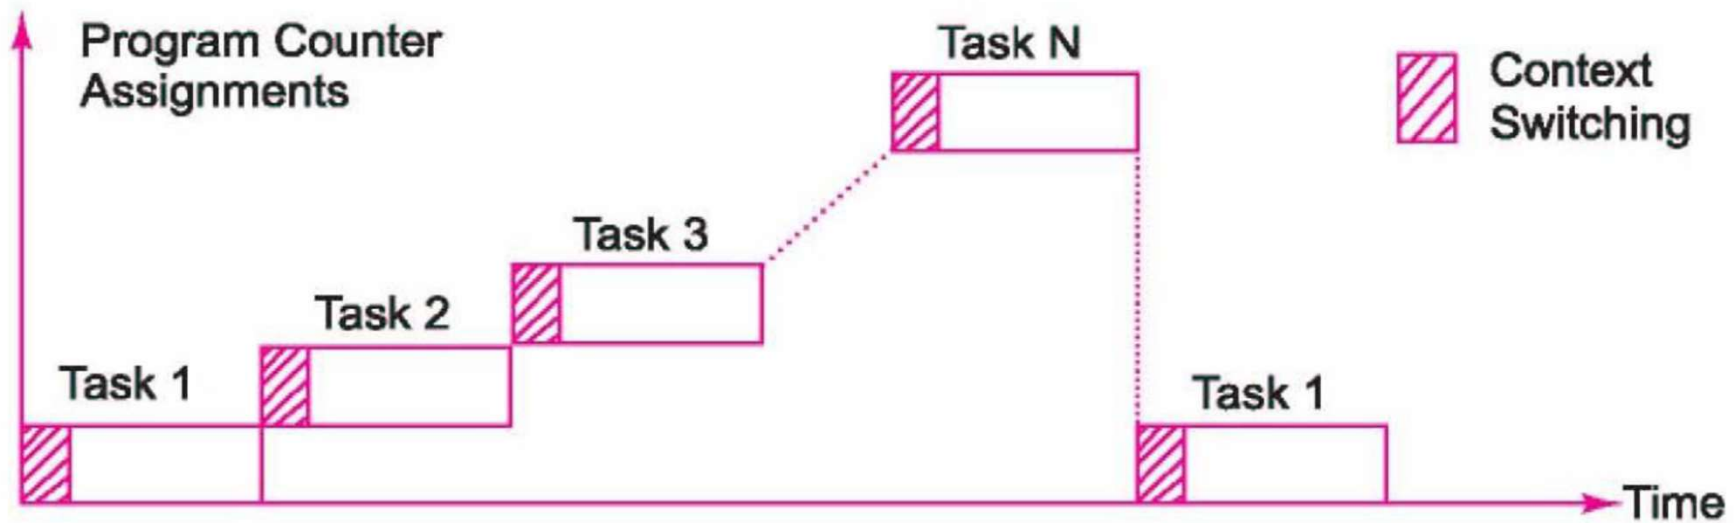 Program Counter
Assignments
Task N
Context
Switching
Task 3
Task 2
Task 1
Task 1
Time